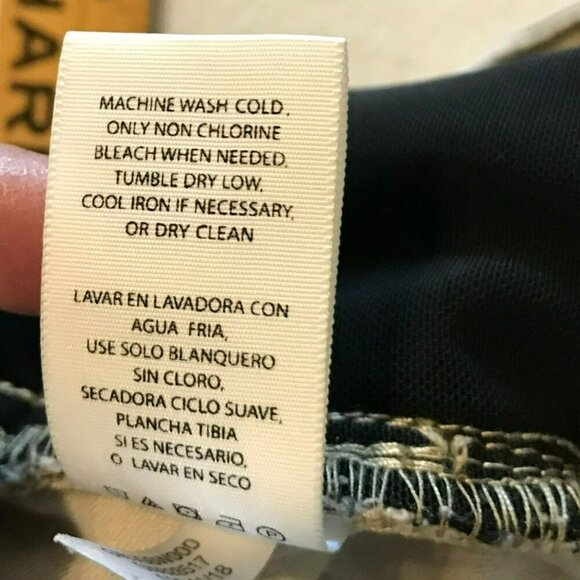 HAR
MACHINE WASH COLD,
ONLY NON CHLORINE
BLEACH WHEN NEEDED.
TUMBLE DRY LOW,
COOL IRON IF NECESSARY,
OR DRY CLEAN
LAVAR EN LAVADORA CON
AGUA FRIA,
USE SOLO BLANQUERO
SIN CLORO,
SECADORA CICLO SUAVE,
PLANCHA TIBIA
SI ES NECESARIO,
O LAVAR EN SECO